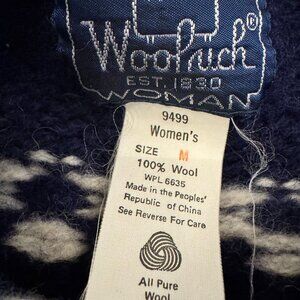 Woolrich®
EST. 1830
WOMAN
9499
Women's
SIZE M
100% Wool
WPL 6635
Made in the Peoples'
Republic of China
See Reverse For Care
All Pure
Wool